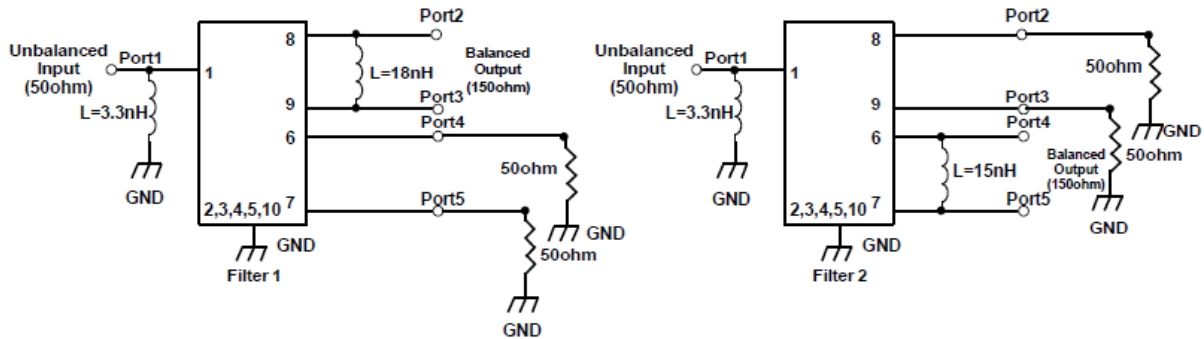 Unbalanced
Input
(50ohm)
Port1
L=3.3nH
GND
1
8
9
6
7
2,3,4,5,10
GND
Filter 1
Port2
L=18nH
Balanced
Output
(150ohm)
Port3
Port4
50ohm
GND
Port5
50ohm
GND
Unbalanced
Input
(50ohm)
Port1
L=3.3nH
GND
1
8
9
6
7
2,3,4,5,10
GND
Filter 2
Port2
50ohm
GND
Port3
Port4
L=15nH
Balanced
Output
(150ohm)
50ohm
Port5
GND